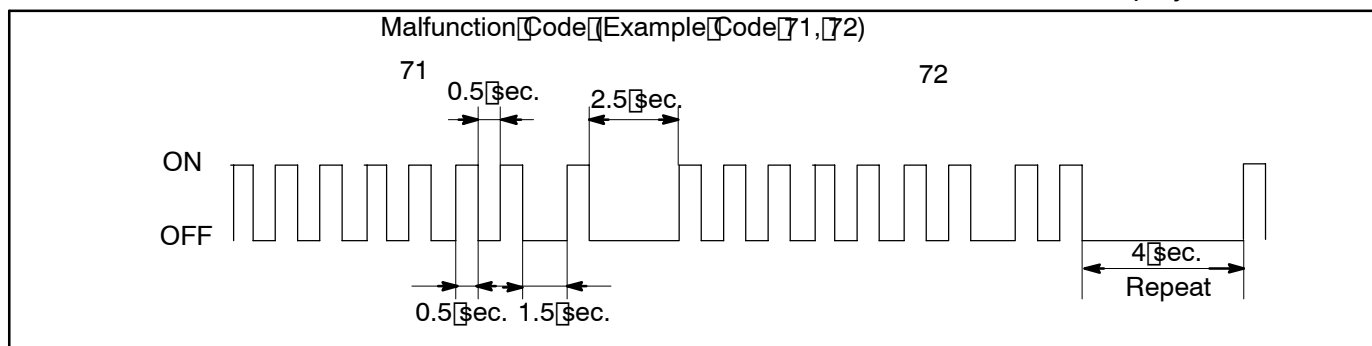 Malfunction Code (Example Code 71, 72)
71
72
0.5 sec.
2.5 sec.
ON
OFF
4 sec.
Repeat
0.5 sec.
1.5 sec.